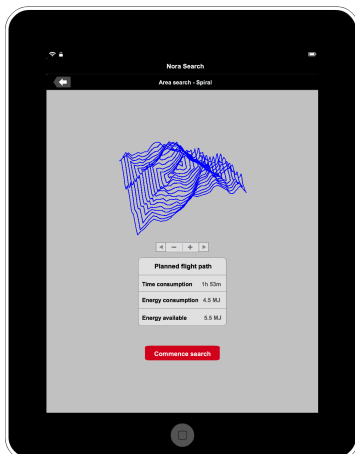 Nora Search
Area search - Spiral
Planned flight path
Time consumption 1h 53m
Energy consumption 4.5 MJ
Energy available 5.5 MJ
Commence search